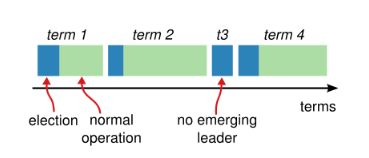 term 1
term 2
t3
term 4
terms
election
normal
operation
no emerging
leader